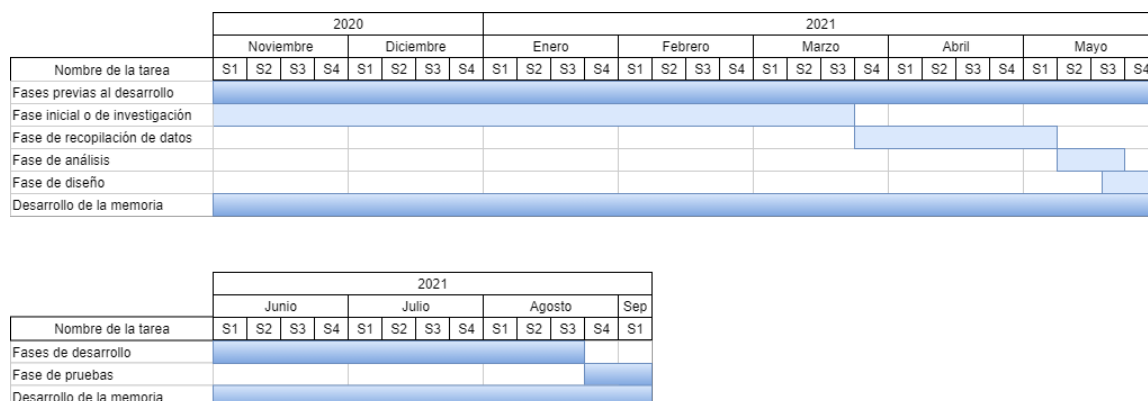 2020 2021
Noviembre Diciembre Enero Febrero Marzo Abril Mayo
Nombre de la tarea S1 S2 S3 S4 S1 S2 S3 S4 S1 S2 S3 S4 S1 S2 S3 S4 S1 S2 S3 S4 S1 S2 S3 S4 S1 S2 S3 S4
Fases previas al desarrollo
Fase inicial o de investigación
Fase de recopilación de datos
Fase de análisis
Fase de diseño
Desarrollo de la memoria
2021
Junio Julio Agosto Sep
Nombre de la tarea S1 S2 S3 S4 S1 S2 S3 S4 S1 S2 S3 S4 S1
Fases de desarrollo
Fase de pruebas
Desarrollo de la memoria